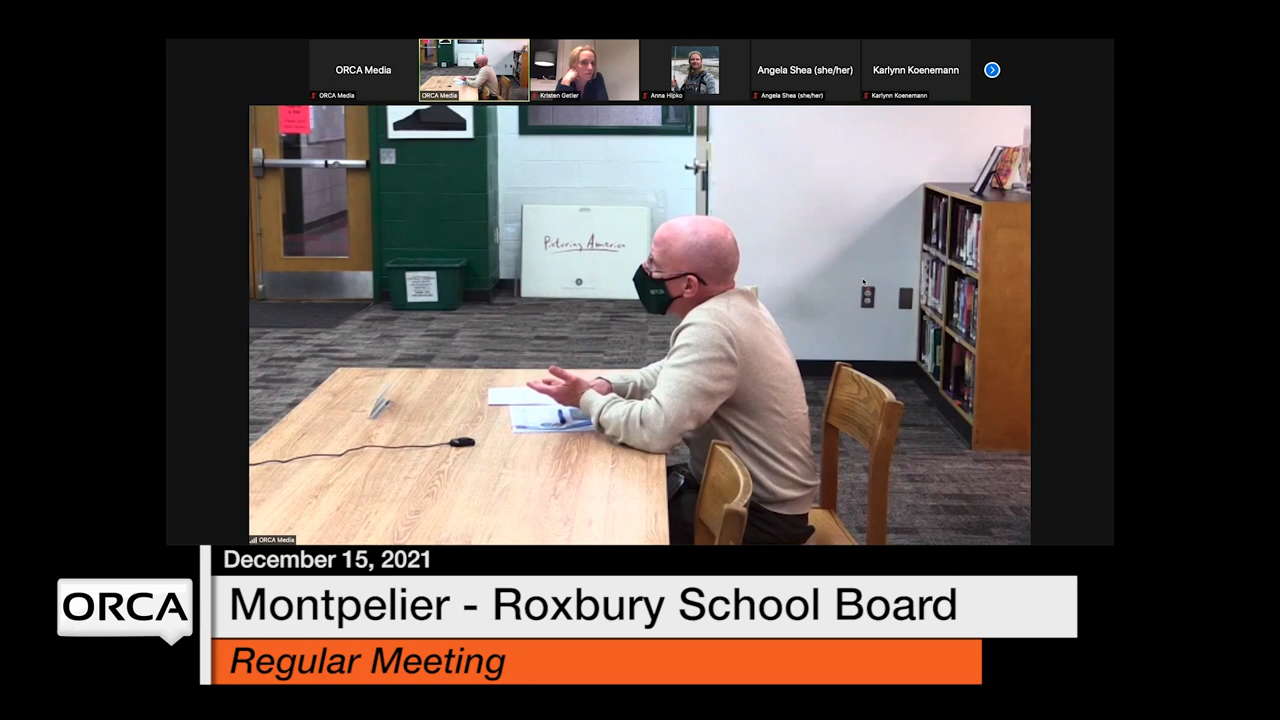 ORCA Media
Angela Shea (she/her)
Karlynn Koenemann
ORCA Media
ORCA Media
Kristen Getler
Anna Hipko
Angela Shea (she/her)
Karlynn Koenemann
Picturing America
ORCA Media
December 15, 2021
ORCA
Montpelier - Roxbury School Board
Regular Meeting